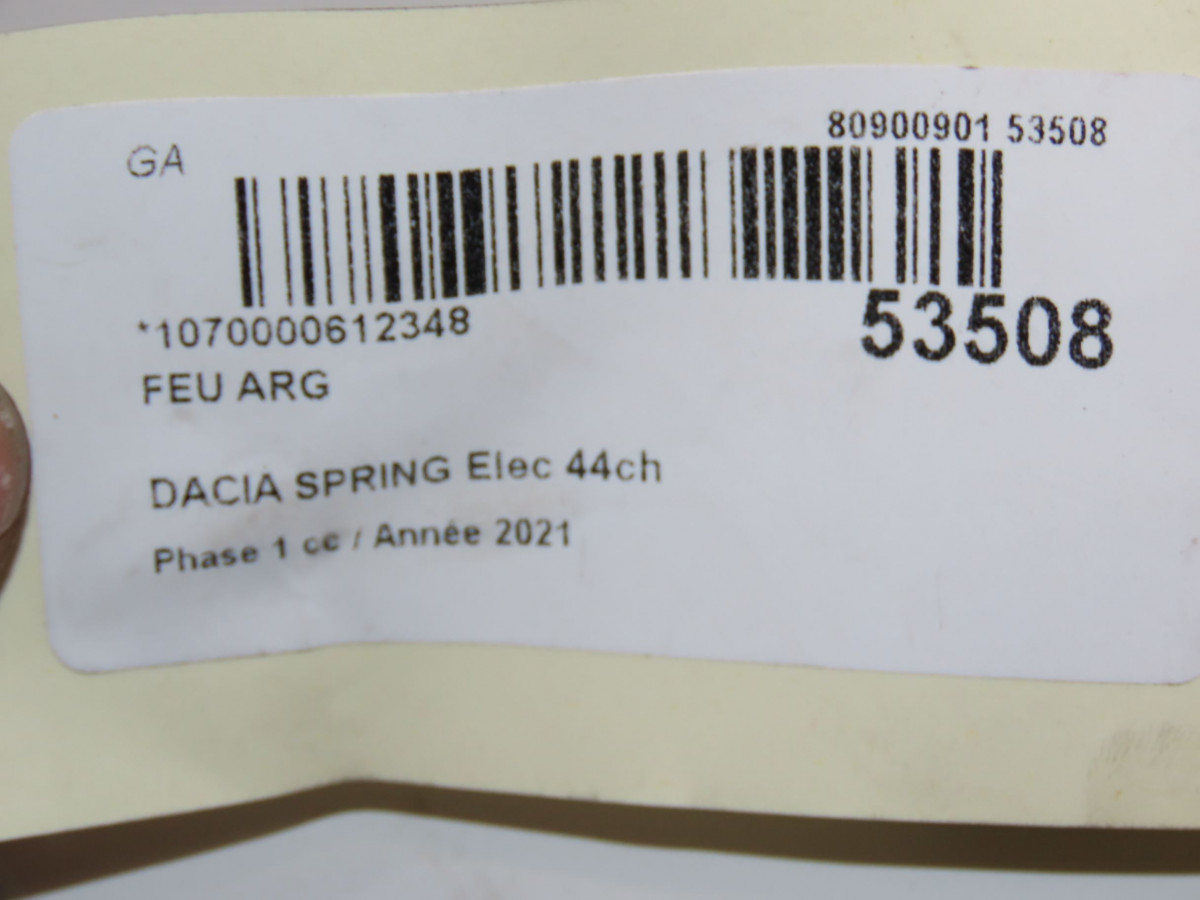 80900901 53508
GA
*1070000612348
53508
FEU ARG
DACIA SPRING Elec 44ch
Phase 1 cc / Année 2021